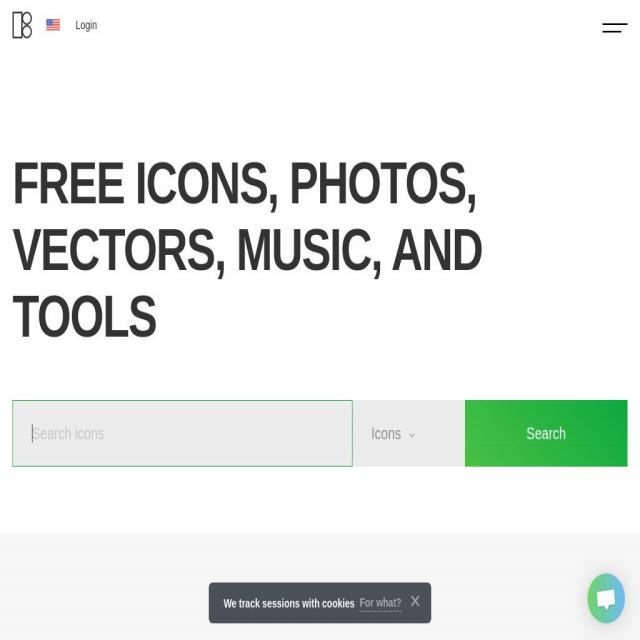 Login
FREE ICONS, PHOTOS,
VECTORS, MUSIC, AND
TOOLS
Search icons
Icons
Search
We track sessions with cookies For what? X